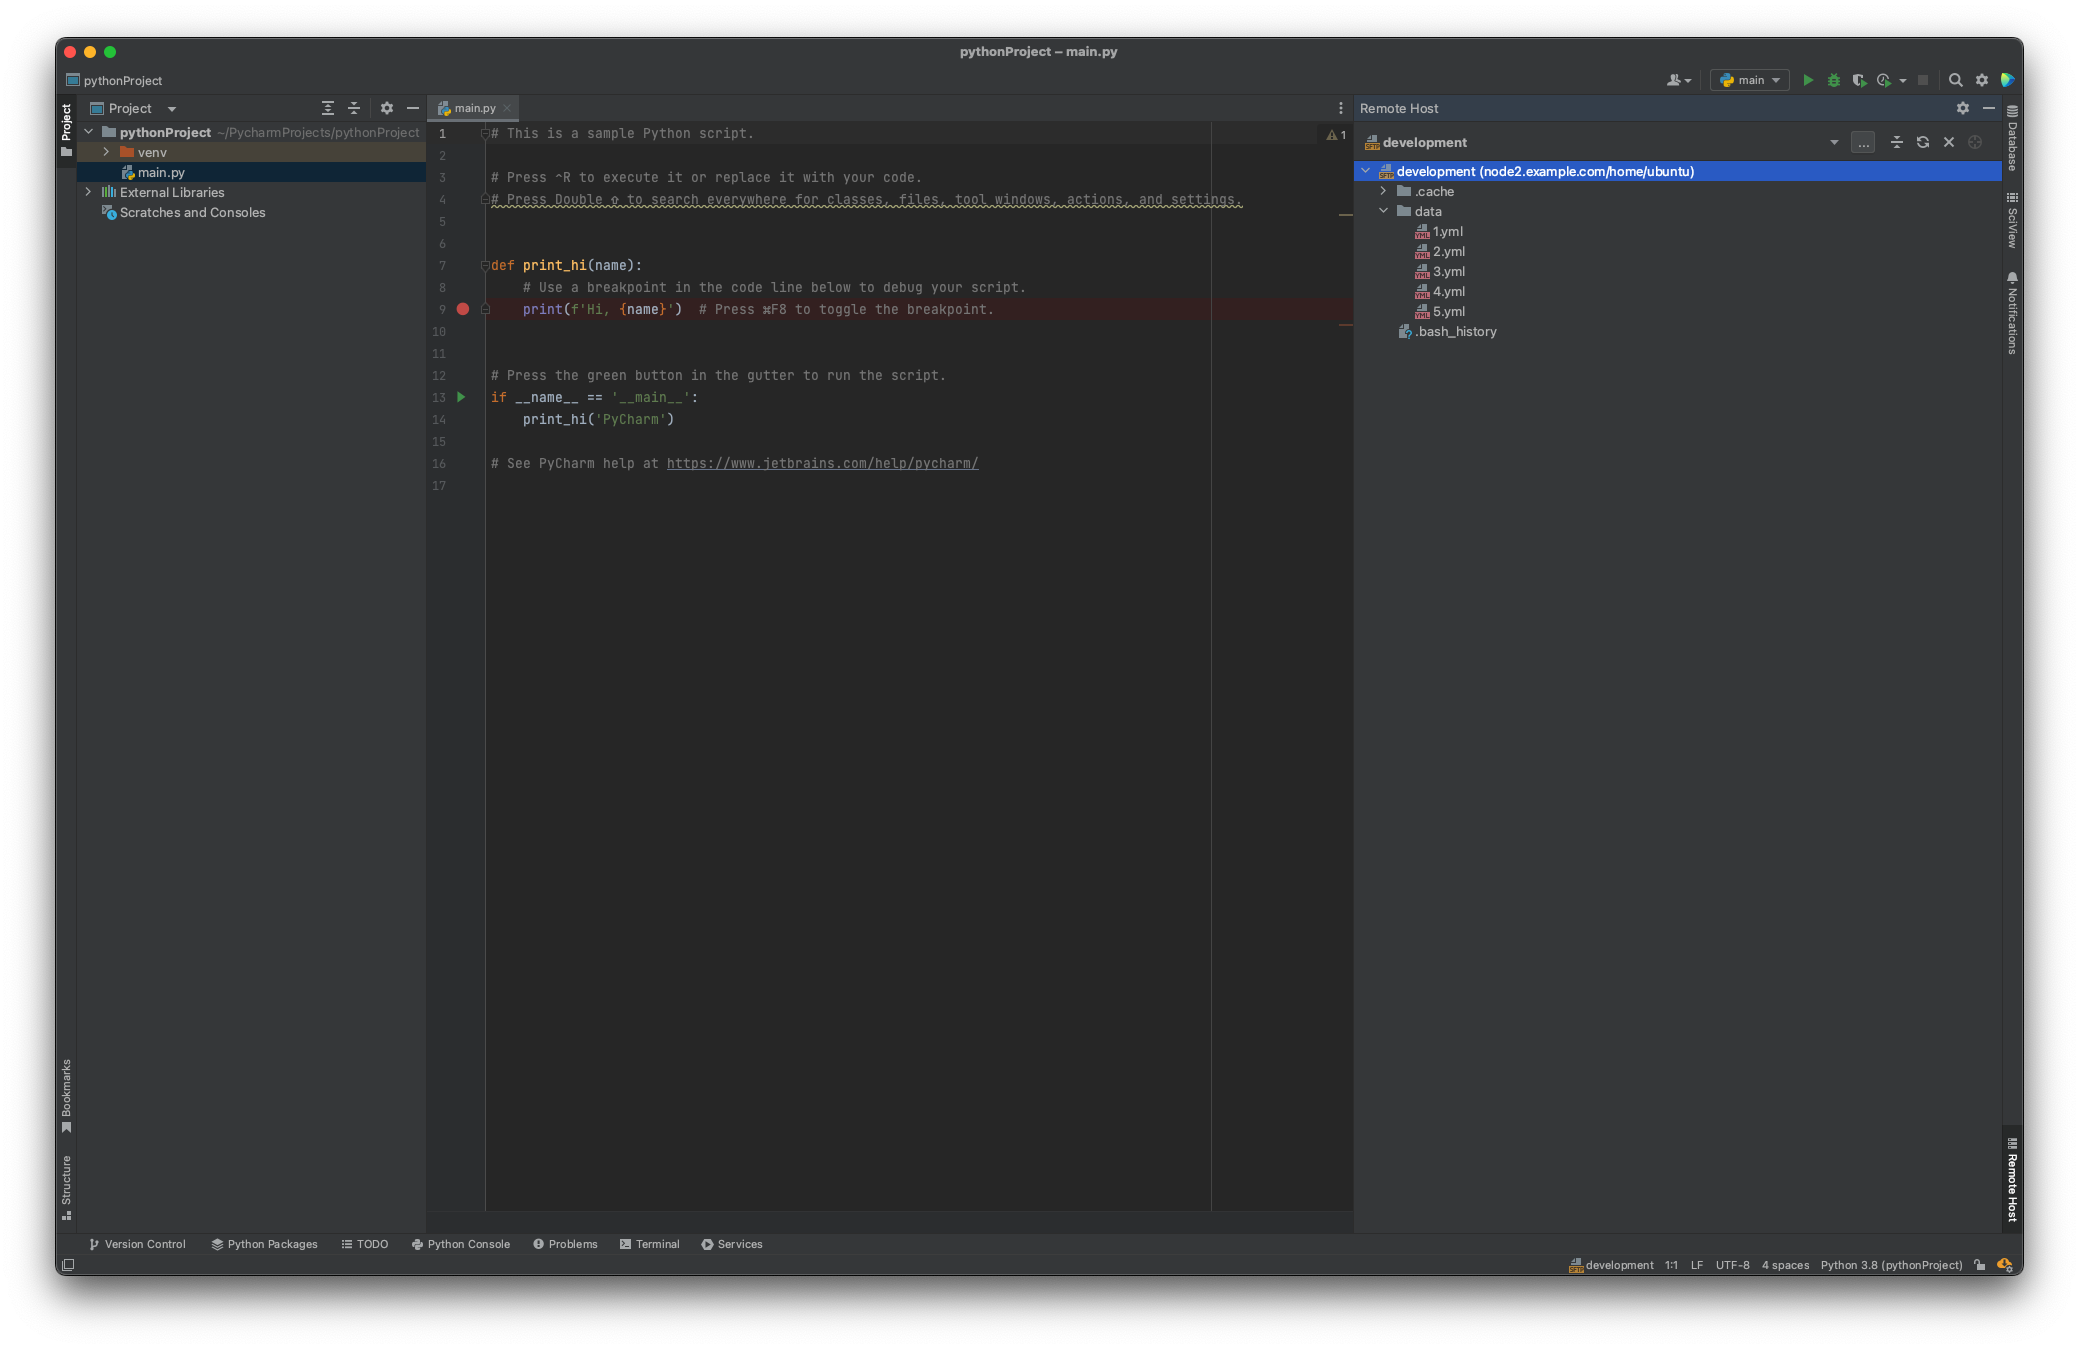 pythonProject – main.py
pythonProject
main
Project
Project
pythonProject ~/PycharmProjects/pythonProject
venv
main.py
External Libraries
Scratches and Consoles
Bookmarks
Structure
main.py
1 # This is a sample Python script.
1
2
3 # Press ⌃R to execute it or replace it with your code.
4 # Press Double ⇧ to search everywhere for classes, files, tool windows, actions, and settings.
5
6
7 def print_hi(name):
8 # Use a breakpoint in the code line below to debug your script.
9 print(f'Hi, {name}')  # Press ⌘F8 to toggle the breakpoint.
10
11
12 # Press the green button in the gutter to run the script.
13 if __name__ == '__main__':
14 print_hi('PyCharm')
15
16 # See PyCharm help at https://www.jetbrains.com/help/pycharm/
17
Remote Host
SFTP development
...
SFTP development (node2.example.com/home/ubuntu)
.cache
data
YML 1.yml
YML 2.yml
YML 3.yml
YML 4.yml
YML 5.yml
.bash_history
Database
SciView
Notifications
Remote Host
Version Control Python Packages TODO Python Console Problems Terminal Services
SFTP development 1:1 LF UTF-8 4 spaces Python 3.8 (pythonProject)